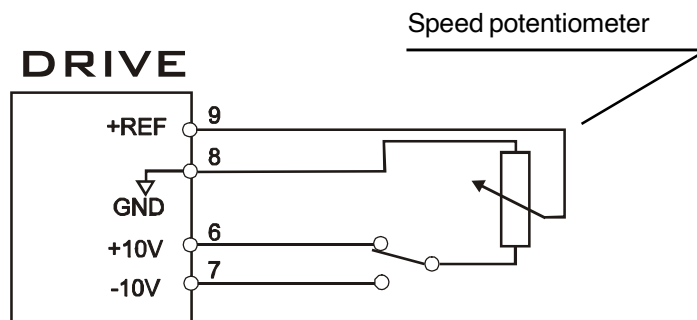 Speed potentiometer
DRIVE
+REF 9
8
GND
+10V 6
-10V 7